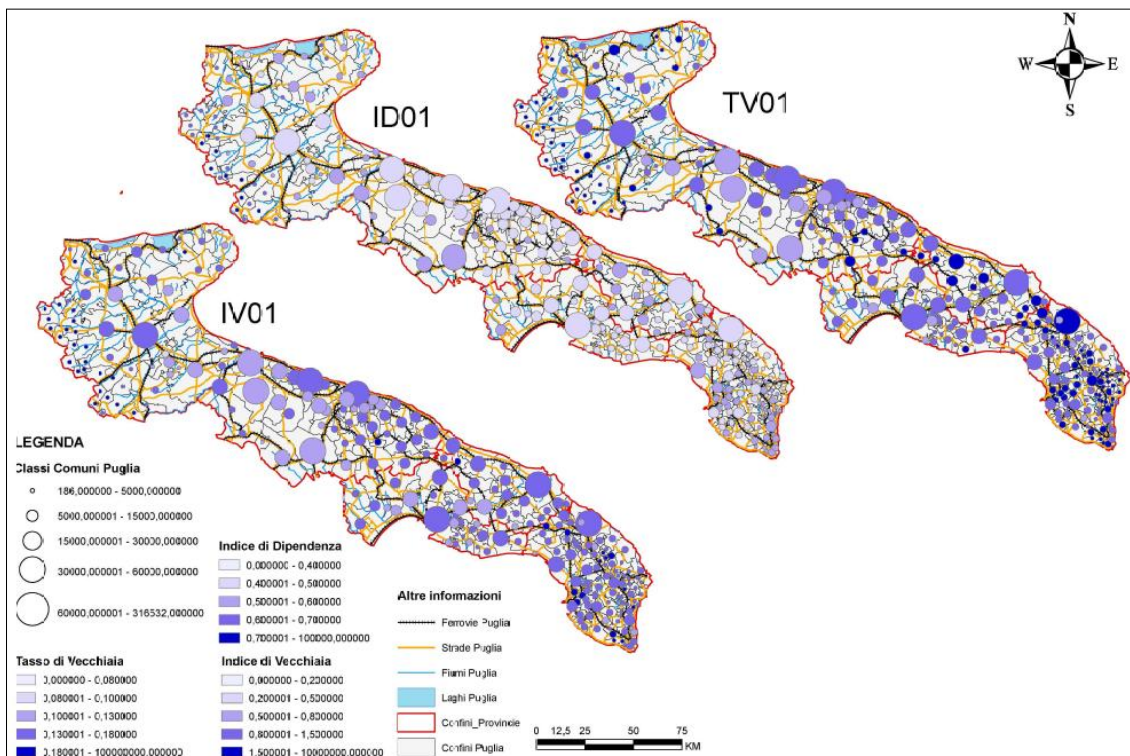 N
W E
S
ID01
TV01
IV01
LEGENDA
Classi Comuni Puglia
186,000000 - 5000,000000
5000,000001 - 15000,000000
15000,000001 - 30000,000000
30000,000001 - 60000,000000
60000,000001 - 316532,000000
Indice di Dipendenza
0,000000 - 0,400000
0,400001 - 0,500000
0,500001 - 0,600000
0,600001 - 0,700000
0,700001 - 100000,000000
Tasso di Vecchiaia
0,000000 - 0,080000
0,080001 - 0,100000
0,100001 - 0,130000
0,130001 - 0,180000
0,180001 - 100000000,000000
Indice di Vecchiaia
0,000000 - 0,200000
0,200001 - 0,500000
0,500001 - 0,800000
0,800001 - 1,500000
Altre informazioni
Ferrovie Puglia
Strade Puglia
Fiumi Puglia
Laghi Puglia
Confini_Provincie
Confini Puglia
0 12,5 25 50 75
KM